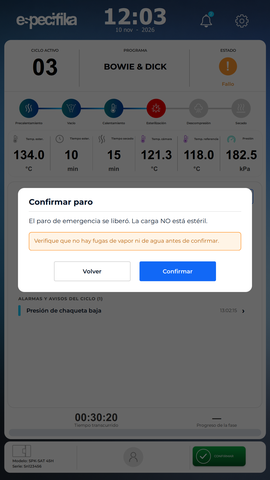 especifika
12:03
10 nov - 2026
CICLO ACTIVO
PROGRAMA
ESTADO
03
BOWIE & DICK
Fallo
134.0
10
15
121.3
118.0
182.5
°C
min
min
°C
°C
kPa
Confirmar paro
El paro de emergencia se liberó. La carga NO está estéril.
Verifique que no hay fugas de vapor ni de agua antes de confirmar.
Volver
Confirmar
ALARMAS Y AVISOS DEL CICLO (1)
Presión de chaqueta baja
00:30:20
Tiempo transcurrido
—
Progreso de la fase
CONTINUAR